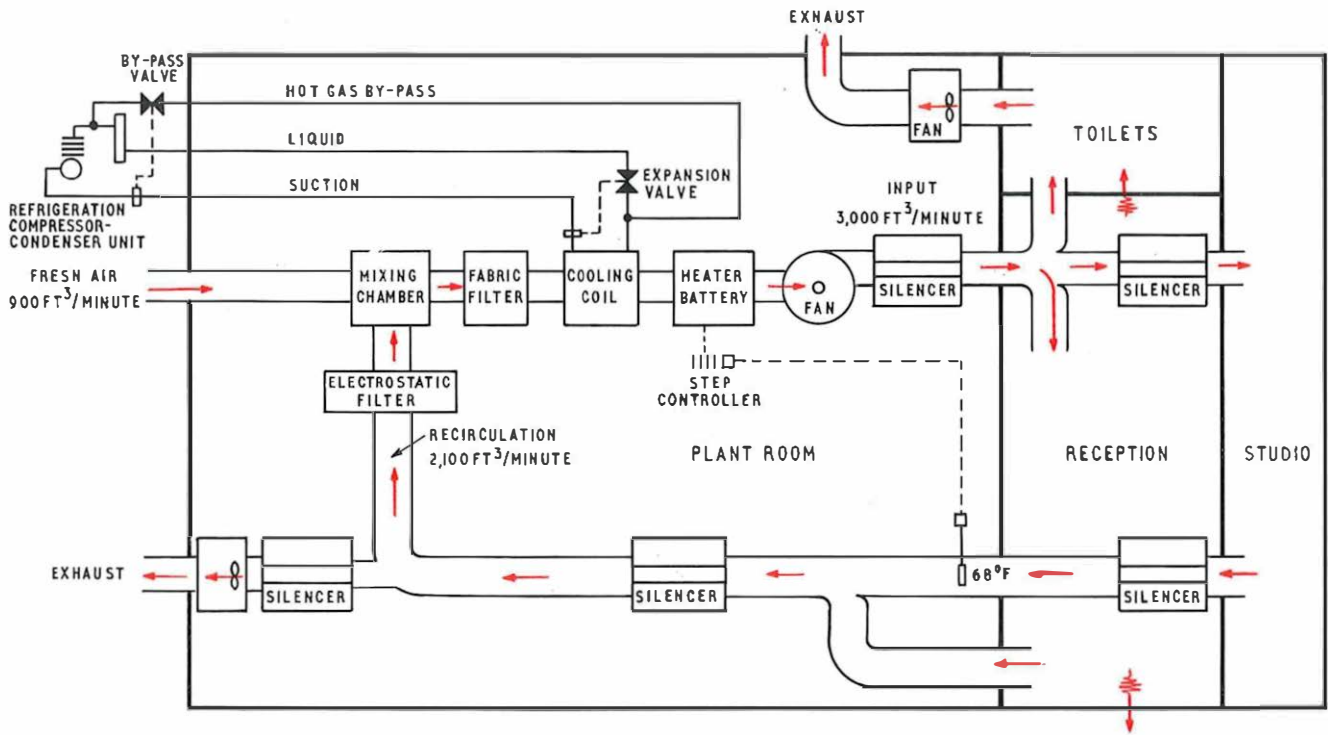 EXHAUST
BY-PASS
VALVE
HOT GAS BY-PASS
FAN
TOILETS
LIQUID
EXPANSION
VALVE
SUCTION
INPUT
3,000 FT³/MINUTE
REFRIGERATION
COMPRESSOR-
CONDENSER UNIT
FRESH AIR
900 FT³/MINUTE
MIXING
CHAMBER
FABRIC
FILTER
COOLING
COIL
HEATER
BATTERY
FAN
SILENCER
SILENCER
STEP
CONTROLLER
ELECTROSTATIC
FILTER
RECIRCULATION
2,100 FT³/MINUTE
PLANT ROOM
RECEPTION
STUDIO
EXHAUST
SILENCER
SILENCER
68°F
SILENCER